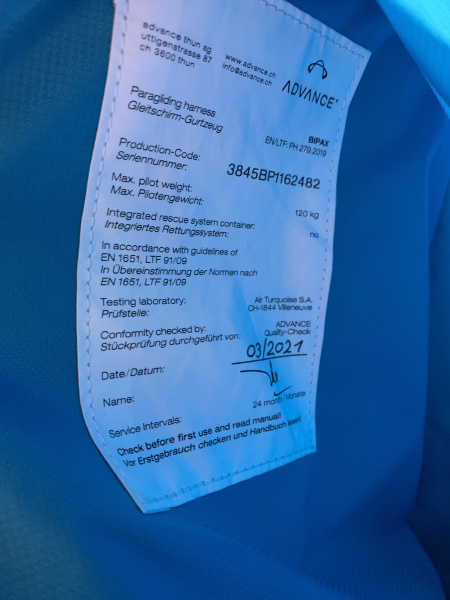 advance thun ag
uttigenstrasse 87
ch 3600 thun
www.advance.ch
info@advance.ch
ADVANCE
Paragliding harness
Gleitschirm-Gurtzeug
BIPAX
EN/LTF: PH 279.2019
Production-Code:
Seriennummer:
3845BP1162482
Max. pilot weight:
Max. Pilotengewicht:
120 kg
Integrated rescue system container:
Integriertes Rettungssystem:
no
In accordance with guidelines of
EN 1651, LTF 91/09
In Übereinstimmung der Normen nach
EN 1651, LTF 91/09
Testing laboratory:
Prüfstelle:
Air Turquoise S.A.
CH-1844 Villeneuve
Conformity checked by:
Stückprüfung durchgeführt von:
ADVANCE
Quality-Check
Date/Datum:
03/2021
Name:
Service Intervals:
24 month/Monate
Check before first use and read manual!
Vor Erstgebrauch checken und Handbuch lesen!